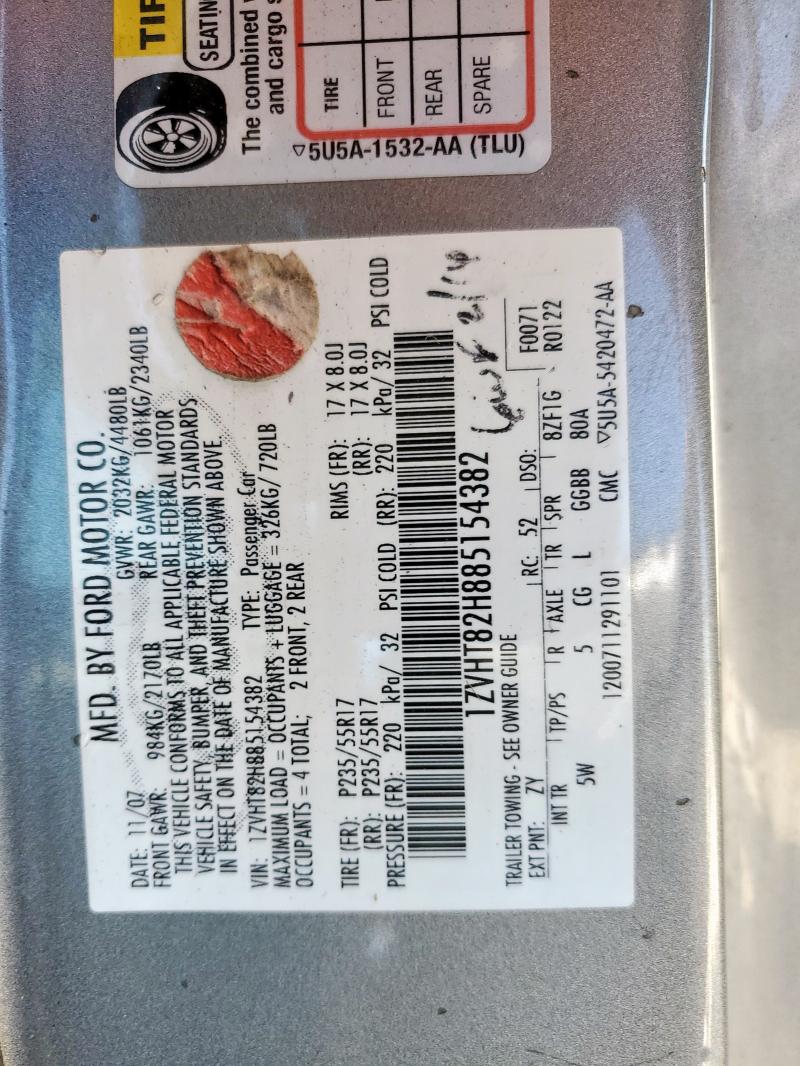 TIR
SEATIN
The combined w
and cargo s
TIRE
FRONT
REAR
SPARE
▽5U5A-1532-AA (TLU)
MFD. BY FORD MOTOR CO.
DATE: 11/07 GVWR: 2032KG/4480LB
FRONT GAWR: 984KG/2170LB REAR GAWR: 1061KG/2340LB
THIS VEHICLE CONFORMS TO ALL APPLICABLE FEDERAL MOTOR
VEHICLE SAFETY, BUMPER, AND THEFT PREVENTION STANDARDS
IN EFFECT ON THE DATE OF MANUFACTURE SHOWN ABOVE.
VIN: 1ZVHT82H885154382 TYPE: Passenger Car
MAXIMUM LOAD = OCCUPANTS + LUGGAGE = 326KG/ 720LB
OCCUPANTS = 4 TOTAL; 2 FRONT, 2 REAR
TIRE (FR): P235/55R17 RIMS (FR): 17 X 8.0J
(RR): P235/55R17 (RR): 17 X 8.0J
PRESSURE (FR): 220 kPa/ 32 PSI COLD (RR): 220 kPa/ 32 PSI COLD
1ZVHT82H885154382
TRAILER TOWING - SEE OWNER GUIDE
F0071
EXT PNT: ZY RC: 52 DSO: R0122
INT TR TP/PS R AXLE TR SPR 8ZF1G
5W 5 CG L GGBB 80A
1200711291101 CMC ▽5U5A-5420472-AA